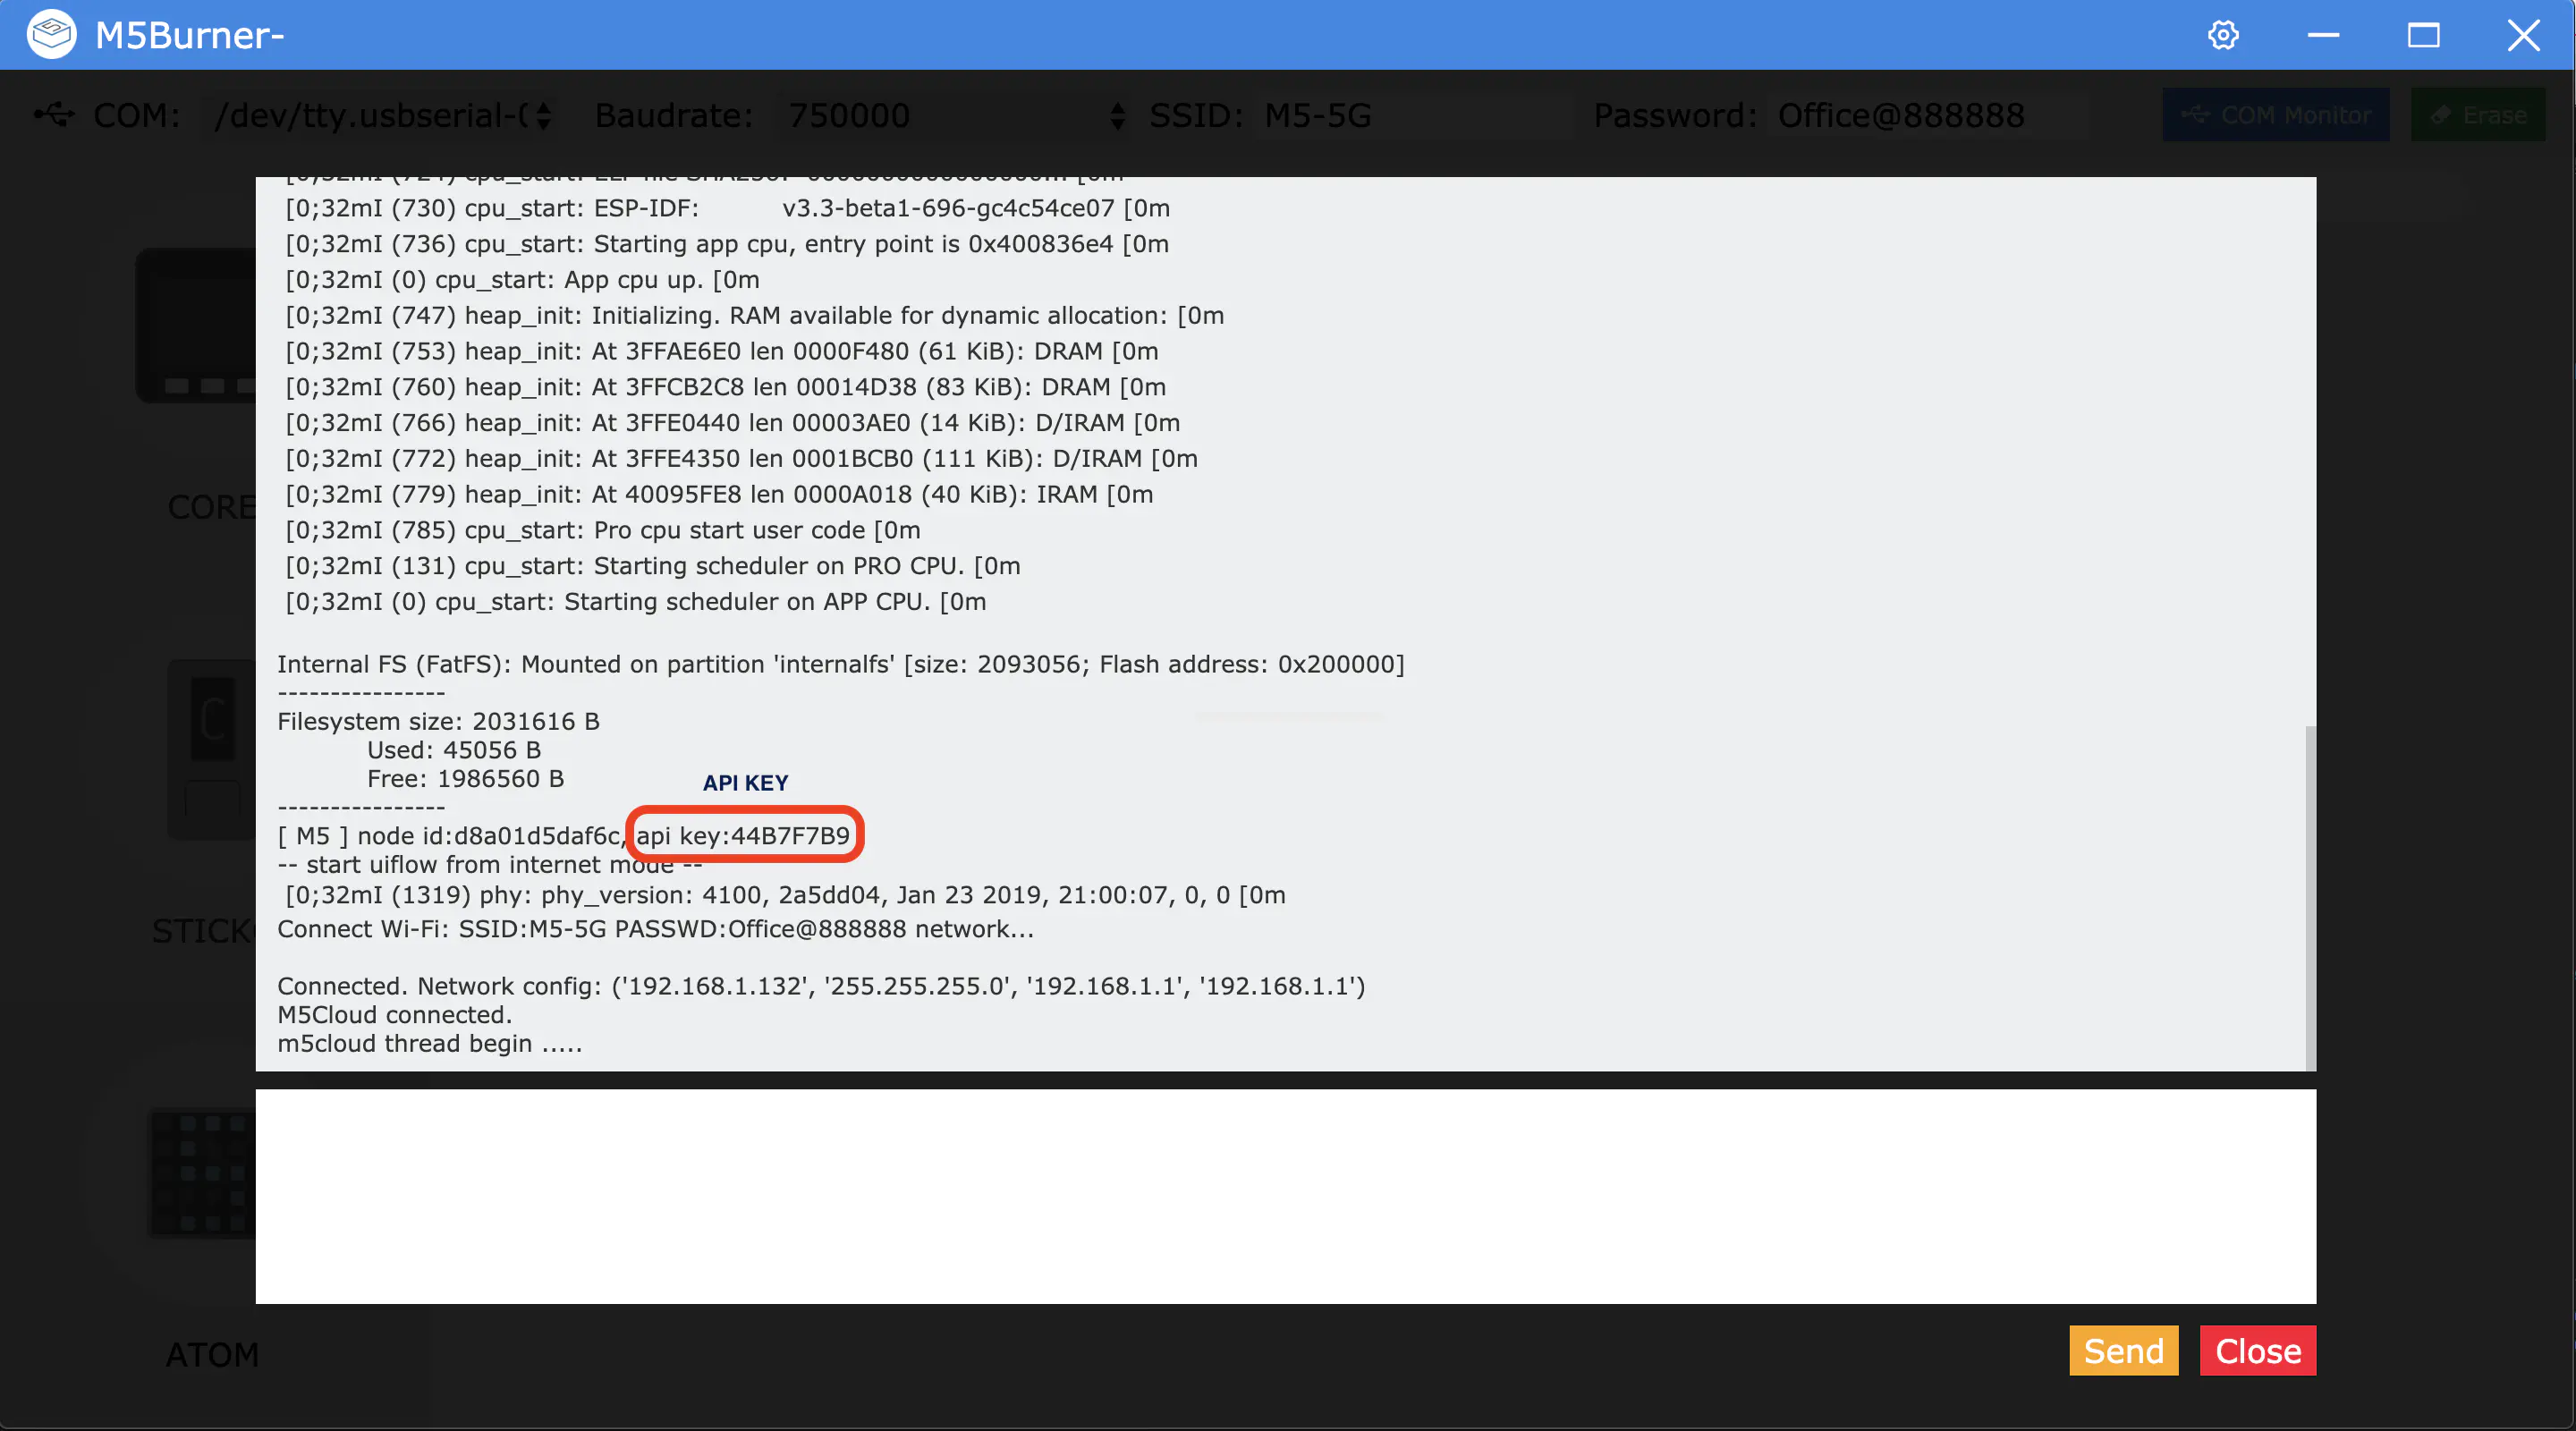 M5Burner-
COM: /dev/tty.usbserial-( Baudrate: 750000 SSID: M5-5G Password: Office@888888 COM Monitor Erase
[0;32mI (724) cpu_start: ELF file SHA256: 0000000000000000... [0m
[0;32mI (730) cpu_start: ESP-IDF: v3.3-beta1-696-gc4c54ce07 [0m
[0;32mI (736) cpu_start: Starting app cpu, entry point is 0x400836e4 [0m
[0;32mI (0) cpu_start: App cpu up. [0m
[0;32mI (747) heap_init: Initializing. RAM available for dynamic allocation: [0m
[0;32mI (753) heap_init: At 3FFAE6E0 len 0000F480 (61 KiB): DRAM [0m
[0;32mI (760) heap_init: At 3FFCB2C8 len 00014D38 (83 KiB): DRAM [0m
[0;32mI (766) heap_init: At 3FFE0440 len 00003AE0 (14 KiB): D/IRAM [0m
[0;32mI (772) heap_init: At 3FFE4350 len 0001BCB0 (111 KiB): D/IRAM [0m
[0;32mI (779) heap_init: At 40095FE8 len 0000A018 (40 KiB): IRAM [0m
CORE
[0;32mI (785) cpu_start: Pro cpu start user code [0m
[0;32mI (131) cpu_start: Starting scheduler on PRO CPU. [0m
[0;32mI (0) cpu_start: Starting scheduler on APP CPU. [0m
Internal FS (FatFS): Mounted on partition 'internalfs' [size: 2093056; Flash address: 0x200000]
----------------
Filesystem size: 2031616 B
Used: 45056 B
Free: 1986560 B
API KEY
----------------
[ M5 ] node id:d8a01d5daf6c, api key:44B7F7B9
-- start uiflow from internet mode --
[0;32mI (1319) phy: phy_version: 4100, 2a5dd04, Jan 23 2019, 21:00:07, 0, 0 [0m
STICK
Connect Wi-Fi: SSID:M5-5G PASSWD:Office@888888 network...
Connected. Network config: ('192.168.1.132', '255.255.255.0', '192.168.1.1', '192.168.1.1')
M5Cloud connected.
m5cloud thread begin .....
ATOM
Send Close